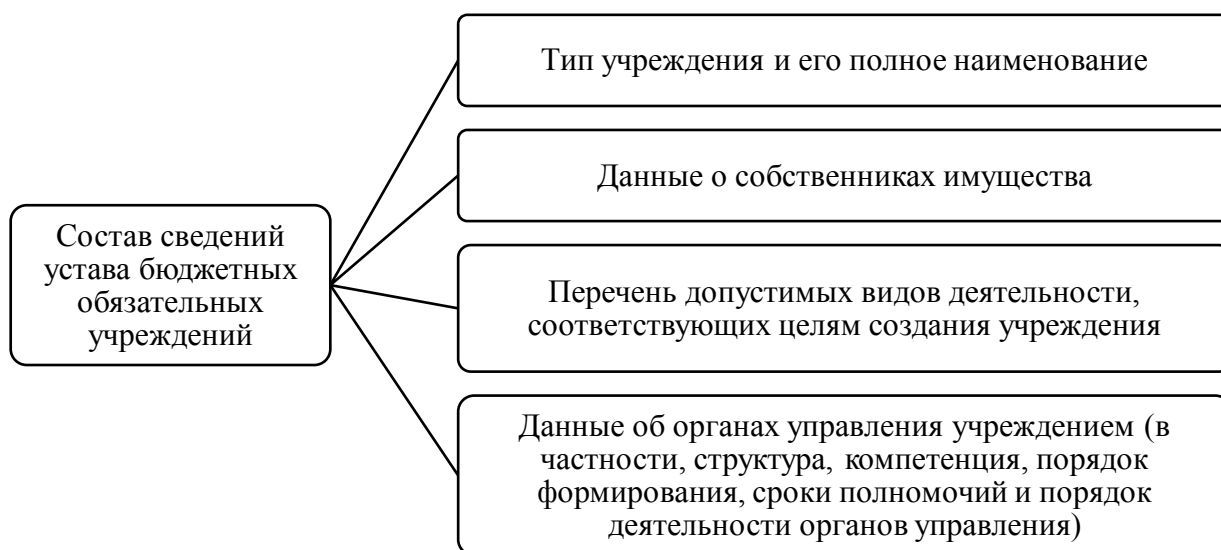 Тип учреждения и его полное наименование
Данные о собственниках имущества
Состав сведений
устава бюджетных
обязательных
учреждений
Перечень допустимых видов деятельности,
соответствующих целям создания учреждения
Данные об органах управления учреждением (в
частности, структура, компетенция, порядок
формирования, сроки полномочий и порядок
деятельности органов управления)